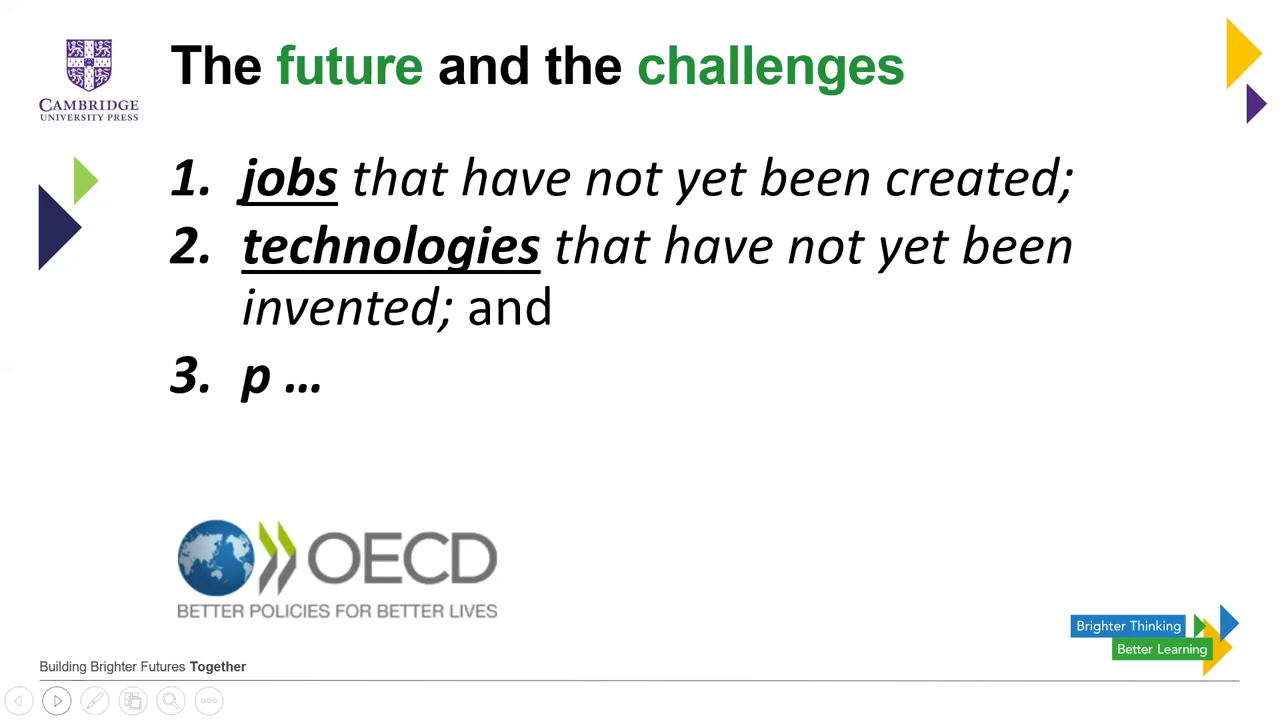 The future and the challenges
CAMBRIDGE
UNIVERSITY PRESS
1. jobs that have not yet been created;
2. technologies that have not yet been
invented; and
3. p …
OECD
BETTER POLICIES FOR BETTER LIVES
Brighter Thinking
Better Learning
Building Brighter Futures Together